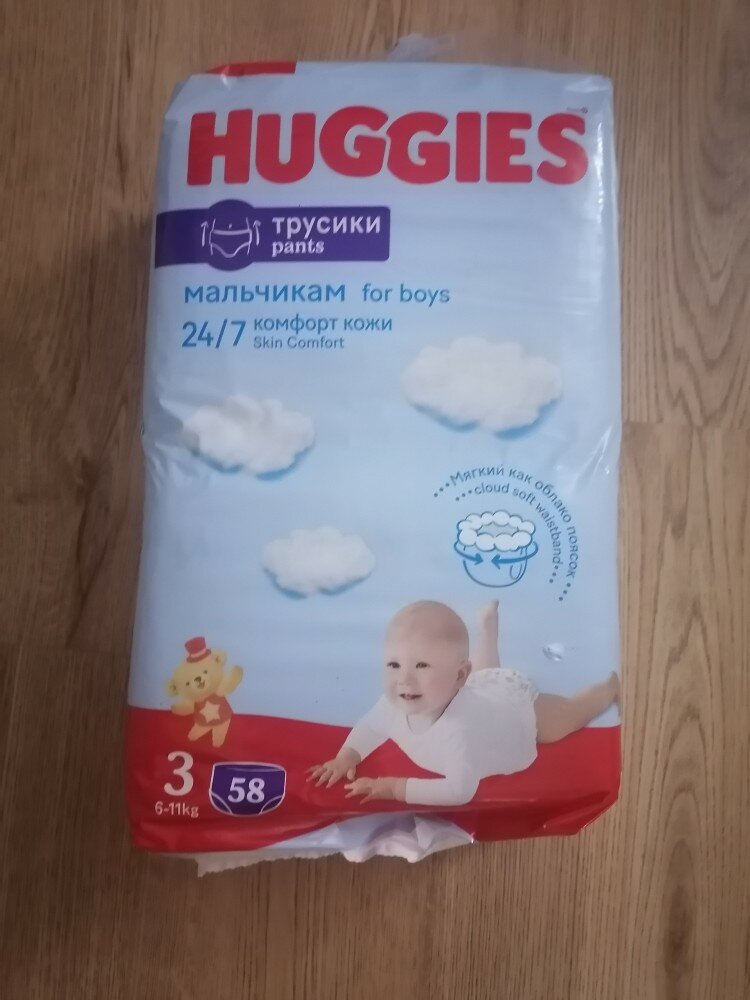 HUGGIES
трусики
pants
мальчикам for boys
24/7 комфорт кожи
Skin Comfort
Мягкий как облако поясок
cloud soft waistband
3
6-11kg
58